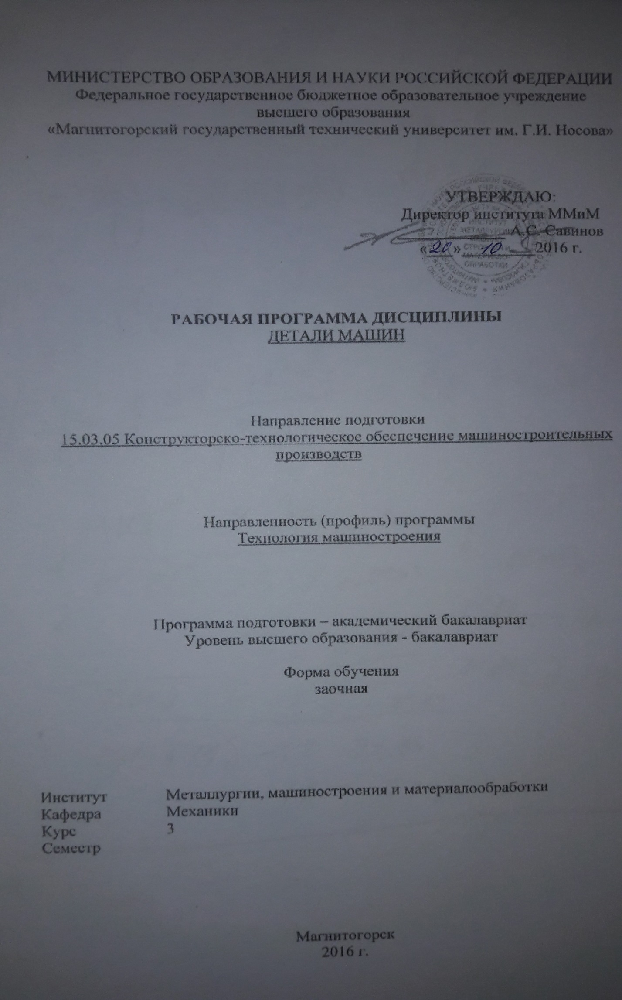 МИНИСТЕРСТВО ОБРАЗОВАНИЯ И НАУКИ РОССИЙСКОЙ ФЕДЕРАЦИИ
Федеральное государственное бюджетное образовательное учреждение
высшего образования
«Магнитогорский государственный технический университет им. Г.И. Носова»
УТВЕРЖДАЮ:
Директор института ММиМ
А.С. Савинов
«20» 10 2016 г.
ИНСТИТУТ
МЕТАЛЛУРГИИ
ОБРАБОТКИ
РАБОЧАЯ ПРОГРАММА ДИСЦИПЛИНЫ
ДЕТАЛИ МАШИН
Направление подготовки
15.03.05 Конструкторско-технологическое обеспечение машиностроительных
производств
Направленность (профиль) программы
Технология машиностроения
Программа подготовки – академический бакалавриат
Уровень высшего образования - бакалавриат
Форма обучения
заочная
Институт Металлургии, машиностроения и материалообработки
Кафедра Механики
Курс 3
Семестр
Магнитогорск
2016 г.